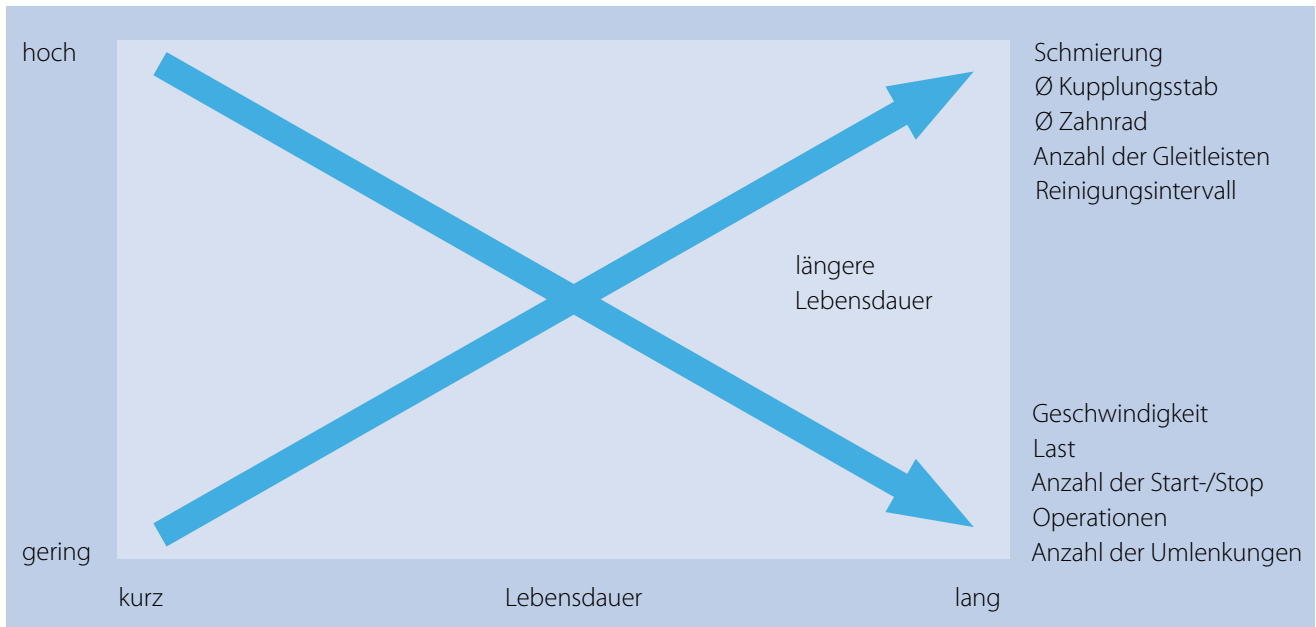 hoch
Schmierung
Ø Kupplungsstab
Ø Zahnrad
Anzahl der Gleitleisten
Reinigungsintervall
längere
Lebensdauer
Geschwindigkeit
Last
Anzahl der Start-/Stop
Operationen
Anzahl der Umlenkungen
gering
kurz
Lebensdauer
lang